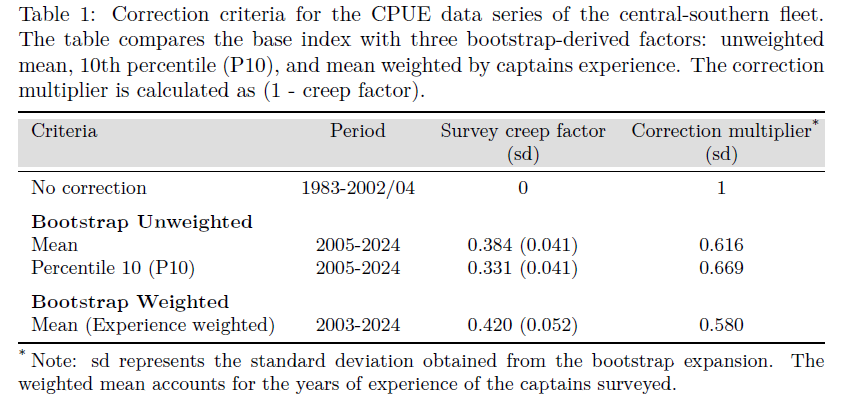 Table 1: Correction criteria for the CPUE data series of the central-southern fleet.
The table compares the base index with three bootstrap-derived factors: unweighted
mean, 10th percentile (P10), and mean weighted by captains experience. The correction
multiplier is calculated as (1 - creep factor).
Criteria Period Survey creep factor Correction multiplier*
(sd) (sd)
No correction 1983-2002/04 0 1
Bootstrap Unweighted
Mean 2005-2024 0.384 (0.041) 0.616
Percentile 10 (P10) 2005-2024 0.331 (0.041) 0.669
Bootstrap Weighted
Mean (Experience weighted) 2003-2024 0.420 (0.052) 0.580
* Note: sd represents the standard deviation obtained from the bootstrap expansion. The
weighted mean accounts for the years of experience of the captains surveyed.